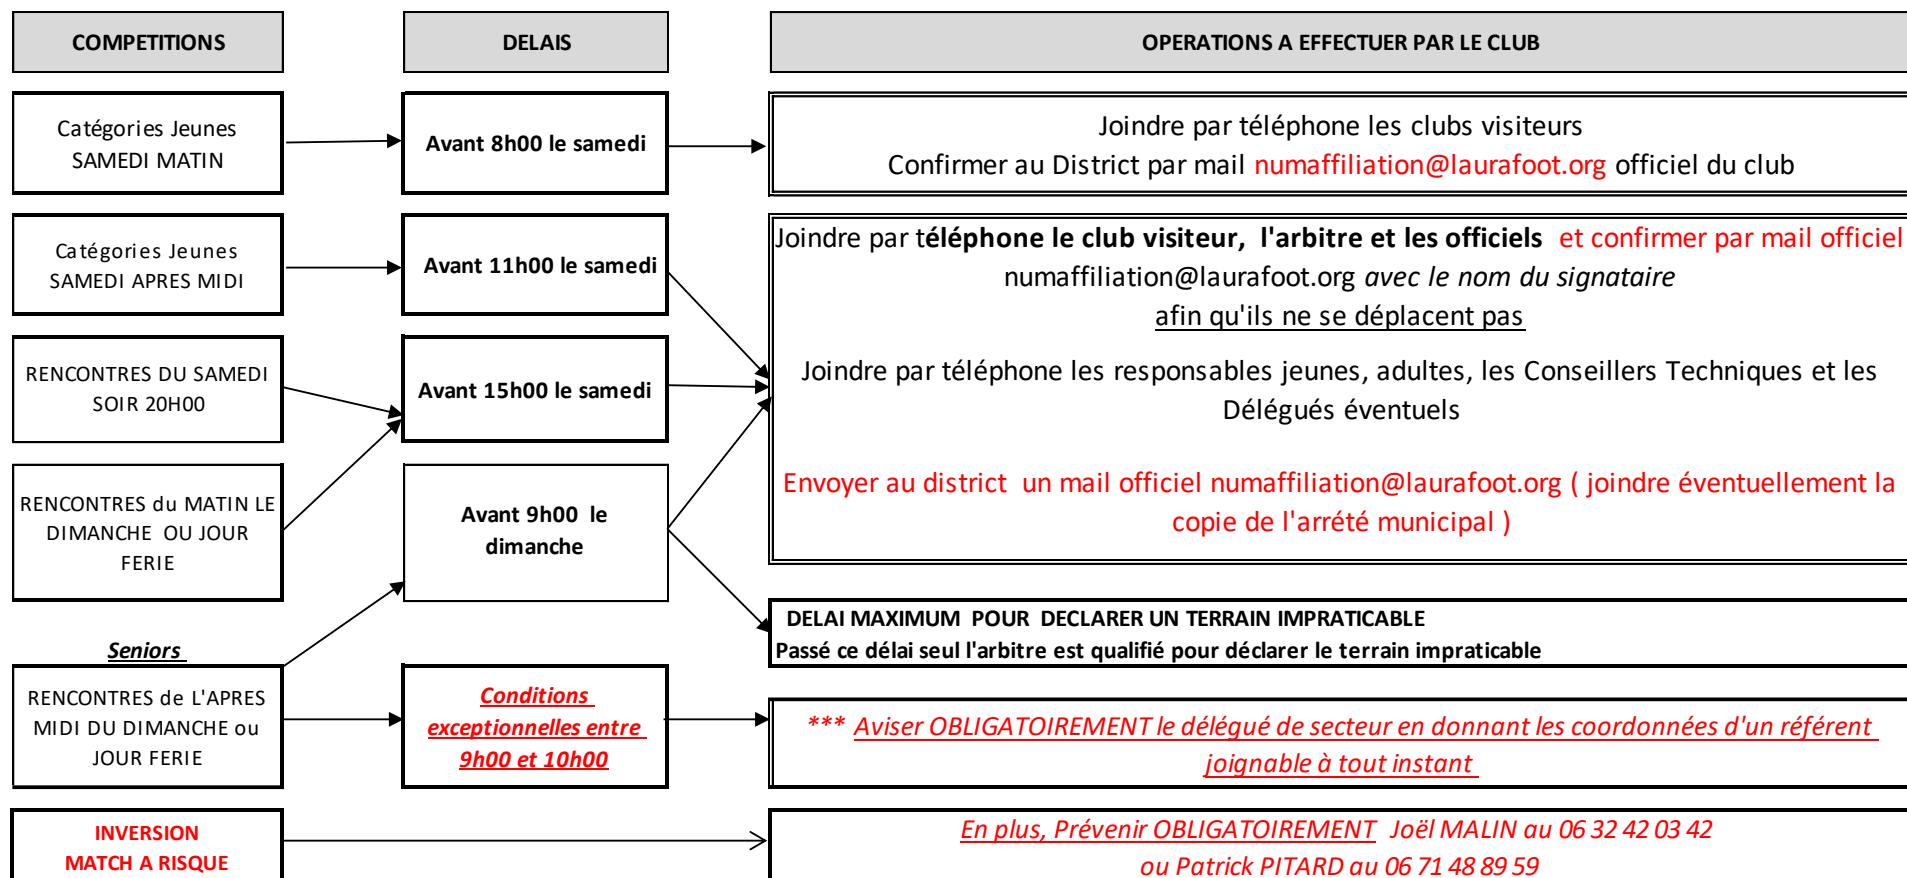 COMPETITIONS
DELAIS
OPERATIONS A EFFECTUER PAR LE CLUB
Catégories Jeunes
SAMEDI MATIN
Avant 8h00 le samedi
Joindre par téléphone les clubs visiteurs
Confirmer au District par mail numaffiliation@laurafoot.org officiel du club
Catégories Jeunes
SAMEDI APRES MIDI
Avant 11h00 le samedi
Joindre par téléphone le club visiteur, l'arbitre et les officiels et confirmer par mail officiel
numaffiliation@laurafoot.org avec le nom du signataire
afin qu'ils ne se déplacent pas
RENCONTRES DU SAMEDI
SOIR 20H00
Avant 15h00 le samedi
Joindre par téléphone les responsables jeunes, adultes, les Conseillers Techniques et les
Délégués éventuels
RENCONTRES du MATIN LE
DIMANCHE OU JOUR
FERIE
Avant 9h00 le
dimanche
Envoyer au district un mail officiel numaffiliation@laurafoot.org ( joindre éventuellement la
copie de l'arrété municipal )
DELAI MAXIMUM POUR DECLARER UN TERRAIN IMPRATICABLE
Passé ce délai seul l'arbitre est qualifié pour déclarer le terrain impraticable
Seniors
RENCONTRES de L'APRES
MIDI DU DIMANCHE ou
JOUR FERIE
Conditions
exceptionnelles entre
9h00 et 10h00
*** Aviser OBLIGATOIREMENT le délégué de secteur en donnant les coordonnées d'un référent
joignable à tout instant
INVERSION
MATCH A RISQUE
En plus, Prévenir OBLIGATOIREMENT Joël MALIN au 06 32 42 03 42
ou Patrick PITARD au 06 71 48 89 59